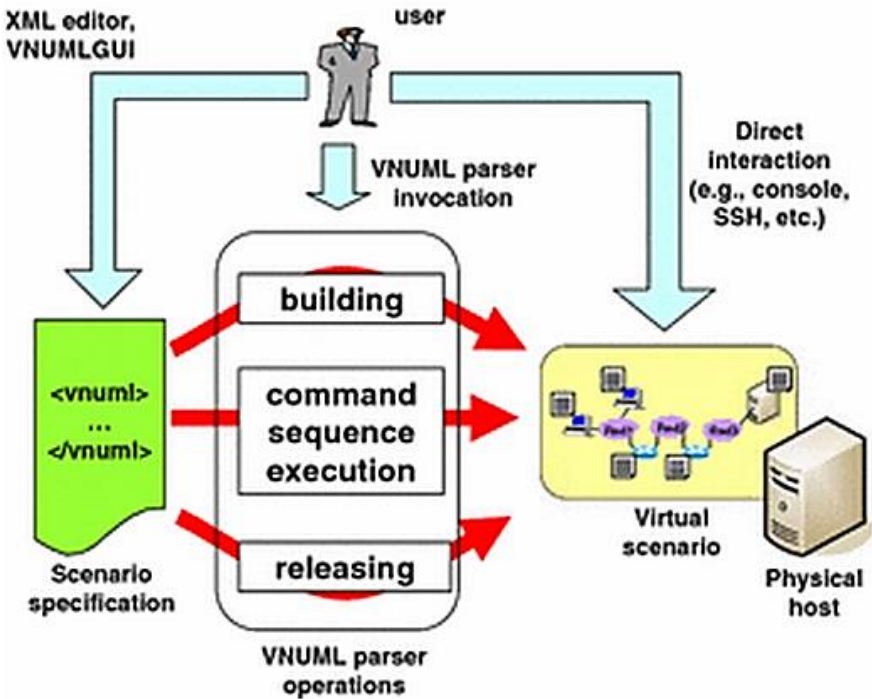 XML editor,
VNUMLGUI
user
VNUML parser
invocation
Direct
interaction
(e.g., console,
SSH, etc.)
building
command
sequence
execution
releasing
<vnuml>
...
</vnuml>
Scenario
specification
VNUML parser
operations
Virtual
scenario
Physical
host